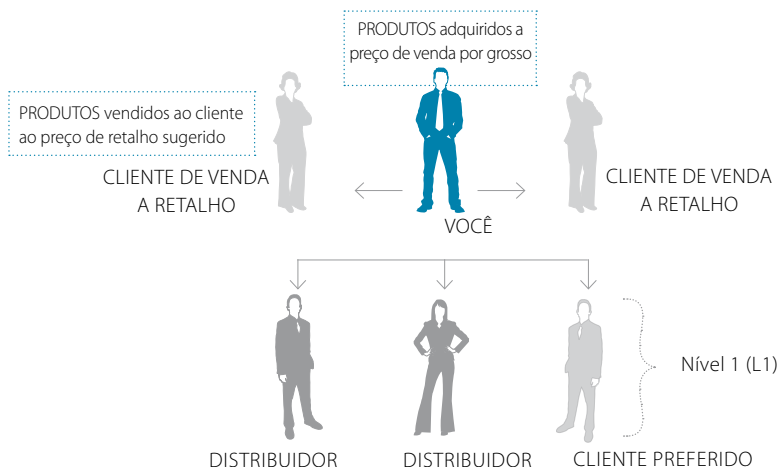 PRODUTOS adquiridos a
preço de venda por grosso
PRODUTOS vendidos ao cliente
ao preço de retalho sugerido
CLIENTE DE VENDA
A RETALHO
CLIENTE DE VENDA
A RETALHO
VOCÊ
Nível 1 (L1)
DISTRIBUIDOR
DISTRIBUIDOR
CLIENTE PREFERIDO